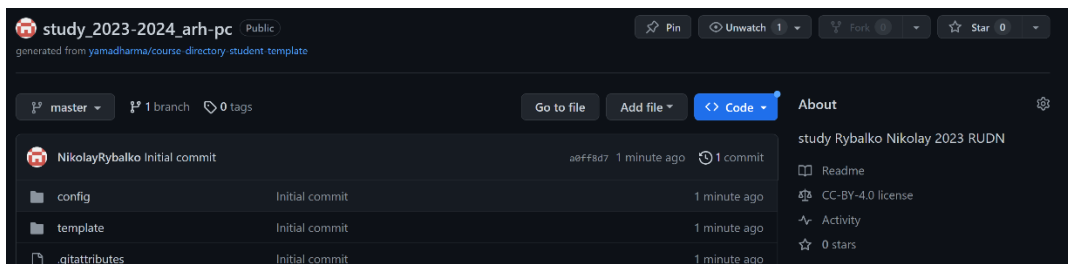 study_2023-2024_arh-pc Public Pin Unwatch 1 Fork 0 Star 0
generated from yamadharma/course-directory-student-template
master 1 branch 0 tags Go to file Add file <> Code
NikolayRybalko Initial commit a0ff8d7 1 minute ago 1 commit
config Initial commit 1 minute ago
template Initial commit 1 minute ago
.gitattributes Initial commit 1 minute ago
About
study Rybalko Nikolay 2023 RUDN
Readme
CC-BY-4.0 license
Activity
0 stars